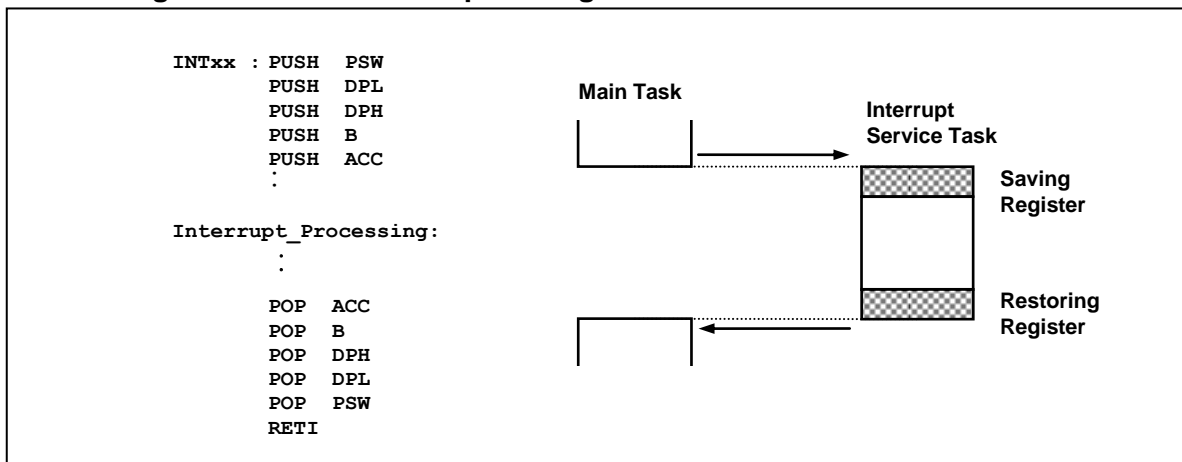 INTxx : PUSH PSW
PUSH DPL
PUSH DPH
PUSH B
PUSH ACC
:
Interrupt_Processing:
:
:
POP ACC
POP B
POP DPH
POP DPL
POP PSW
RETI
Main Task
Interrupt
Service Task
Saving
Register
Restoring
Register